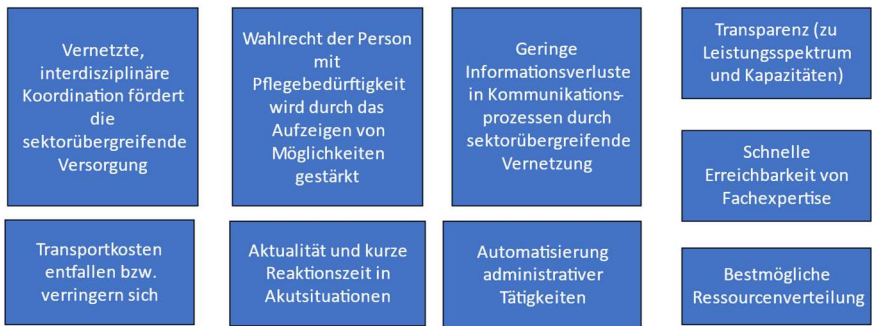 Vernetzte,
interdisziplinäre
Koordination fördert
die
sektorübergreifende
Versorgung
Wahlrecht der Person
mit
Pflegebedürftigkeit
wird durch das
Aufzeigen von
Möglichkeiten
gestärkt
Geringe
Informationsverluste
in Kommunikations-
prozessen durch
sektorübergreifende
Vernetzung
Transparenz (zu
Leistungsspektrum
und Kapazitäten)
Schnelle
Erreichbarkeit von
Fachexpertise
Transportkosten
entfallen bzw.
verringern sich
Aktualität und kurze
Reaktionszeit in
Akutsituationen
Automatisierung
administrativer
Tätigkeiten
Bestmögliche
Ressourcenverteilung